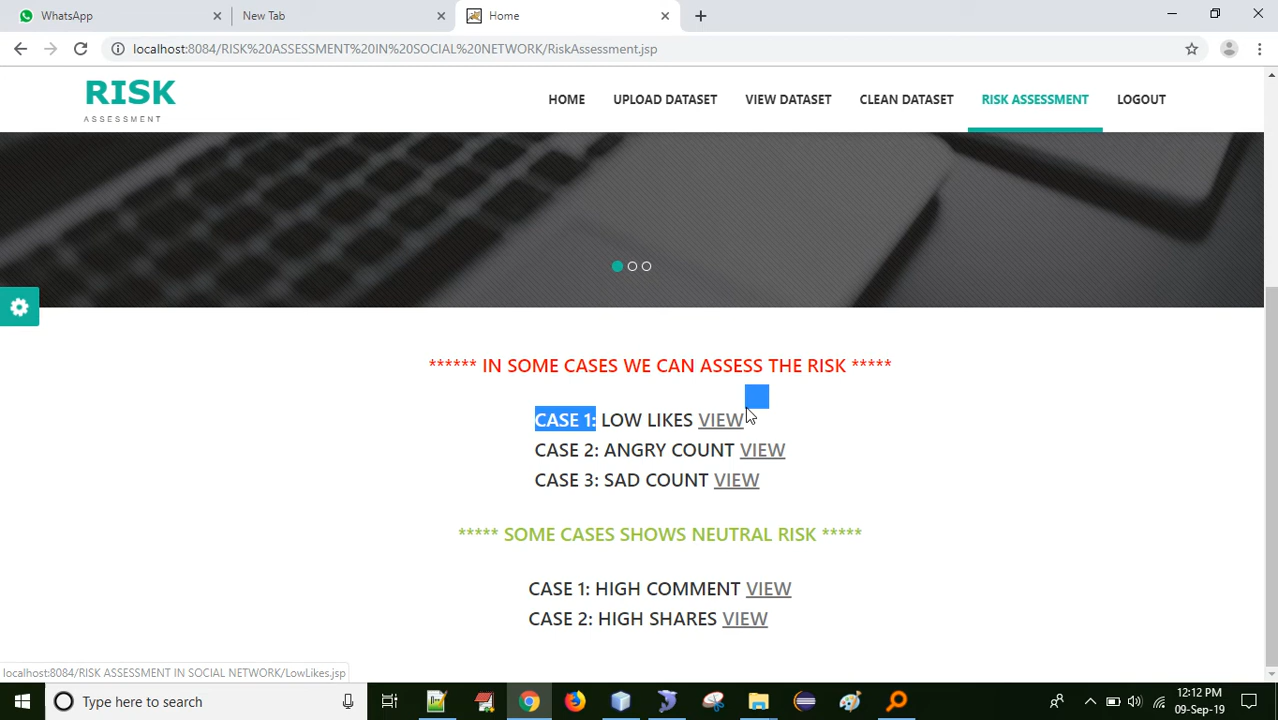 WhatsApp
New Tab
Home
localhost:8084/RISK%20ASSESSMENT%20IN%20SOCIAL%20NETWORK/RiskAssessment.jsp
RISK
ASSESSMENT
HOME UPLOAD DATASET VIEW DATASET CLEAN DATASET RISK ASSESSMENT LOGOUT
****** IN SOME CASES WE CAN ASSESS THE RISK *****
CASE 1: LOW LIKES VIEW
CASE 2: ANGRY COUNT VIEW
CASE 3: SAD COUNT VIEW
***** SOME CASES SHOWS NEUTRAL RISK *****
CASE 1: HIGH COMMENT VIEW
CASE 2: HIGH SHARES VIEW
localhost:8084/RISK ASSESSMENT IN SOCIAL NETWORK/LowLikes.jsp
Type here to search
12:12 PM
09-Sep-19